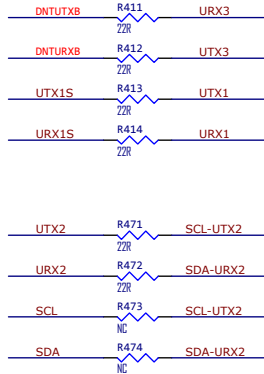 DNTUTXB R411 URX3
22R
DNTURXB R412 UTX3
22R
UTX1S R413 UTX1
22R
URX1S R414 URX1
22R
UTX2 R471 SCL-UTX2
22R
URX2 R472 SDA-URX2
22R
SCL R473 SCL-UTX2
NC
SDA R474 SDA-URX2
NC